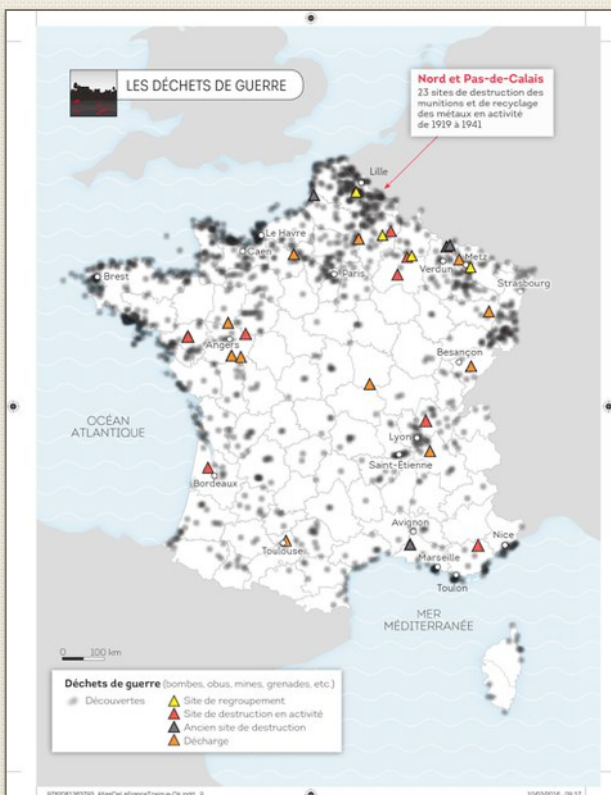 LES DÉCHETS DE GUERRE
Nord et Pas-de-Calais
23 sites de destruction des
munitions et de recyclage
des métaux en activité
de 1919 à 1941
Lille
Le Havre
Caen
Brest
Paris
Verdun
Metz
Strasbourg
Angers
Besançon
OCÉAN
ATLANTIQUE
Lyon
Saint-Étienne
Bordeaux
Avignon
Nice
Toulouse
Marseille
Toulon
MER
MÉDITERRANÉE
0 100 km
Déchets de guerre (bombes, obus, mines, grenades, etc.)
Découvertes
Site de regroupement
Site de destruction en activité
Ancien site de destruction
Décharge